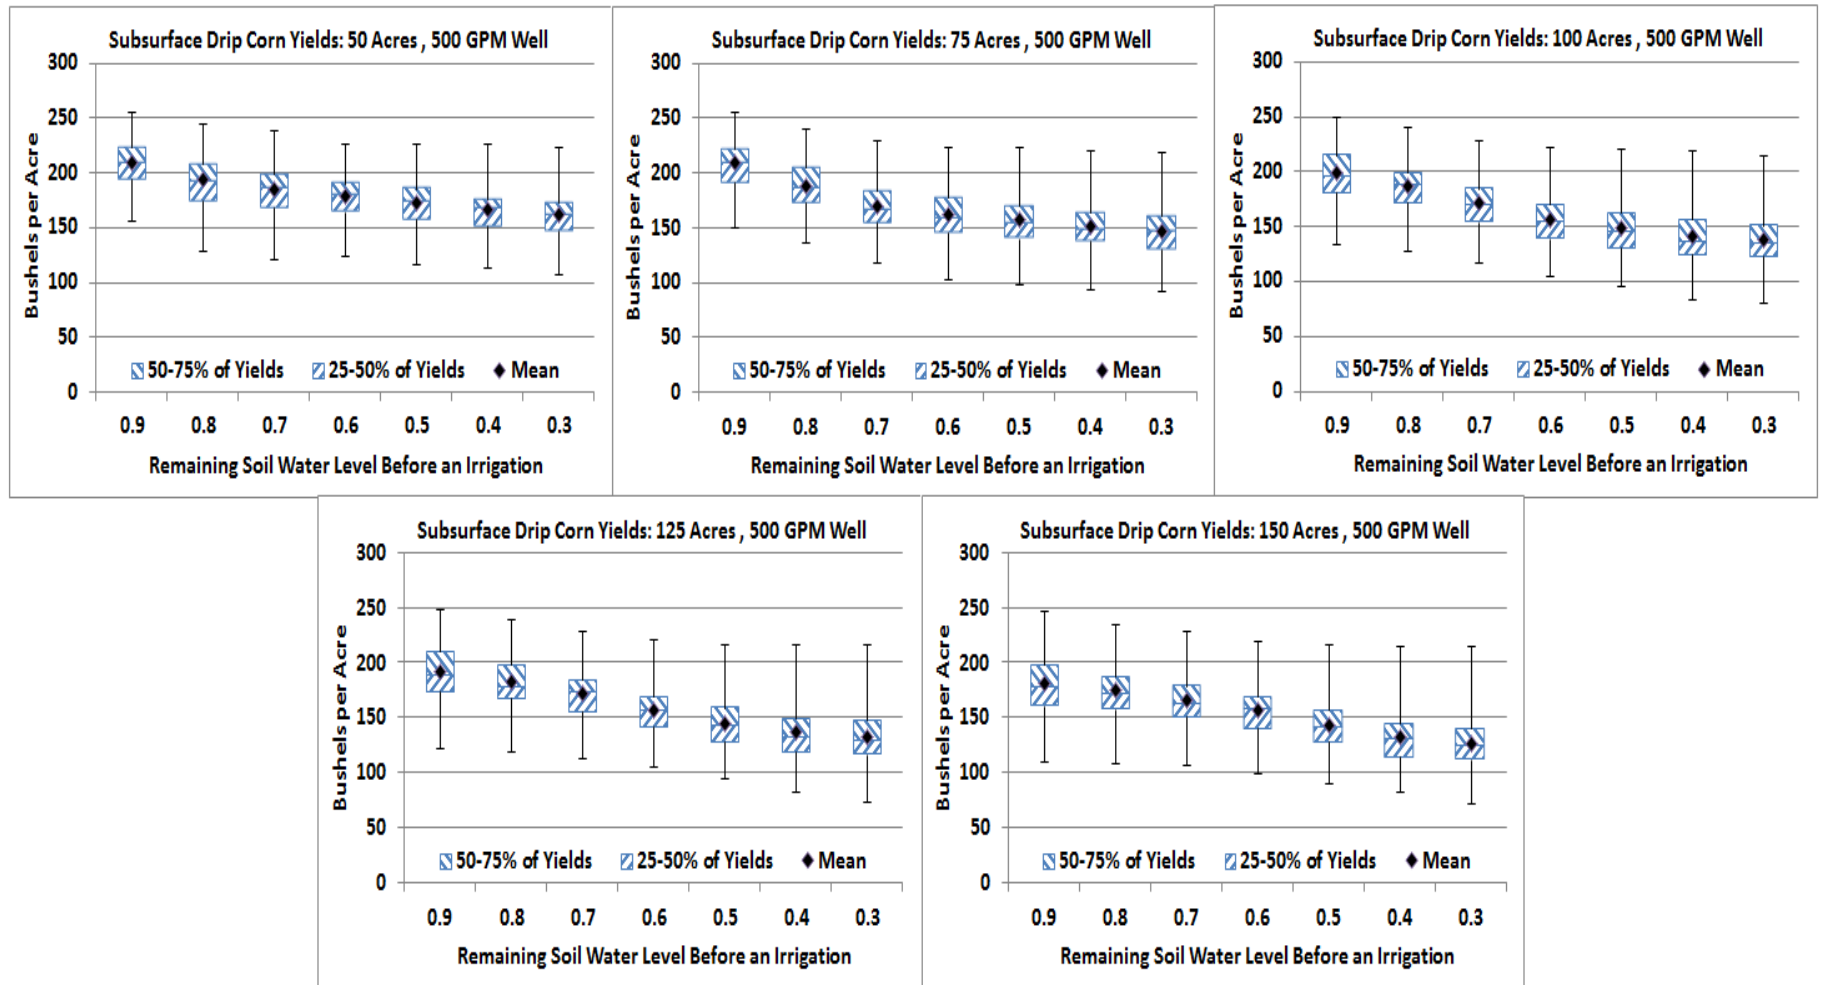 Subsurface Drip Corn Yields: 50 Acres , 500 GPM Well
300
250
200
150
100
50
0
Bushels per Acre
50-75% of Yields 25-50% of Yields Mean
0.9 0.8 0.7 0.6 0.5 0.4 0.3
Remaining Soil Water Level Before an Irrigation
Subsurface Drip Corn Yields: 75 Acres , 500 GPM Well
300
250
200
150
100
50
0
Bushels per Acre
50-75% of Yields 25-50% of Yields Mean
0.9 0.8 0.7 0.6 0.5 0.4 0.3
Remaining Soil Water Level Before an Irrigation
Subsurface Drip Corn Yields: 100 Acres , 500 GPM Well
300
250
200
150
100
50
0
Bushels per Acre
50-75% of Yields 25-50% of Yields Mean
0.9 0.8 0.7 0.6 0.5 0.4 0.3
Remaining Soil Water Level Before an Irrigation
Subsurface Drip Corn Yields: 125 Acres , 500 GPM Well
300
250
200
150
100
50
0
Bushels per Acre
50-75% of Yields 25-50% of Yields Mean
0.9 0.8 0.7 0.6 0.5 0.4 0.3
Remaining Soil Water Level Before an Irrigation
Subsurface Drip Corn Yields: 150 Acres , 500 GPM Well
300
250
200
150
100
50
0
Bushels per Acre
50-75% of Yields 25-50% of Yields Mean
0.9 0.8 0.7 0.6 0.5 0.4 0.3
Remaining Soil Water Level Before an Irrigation